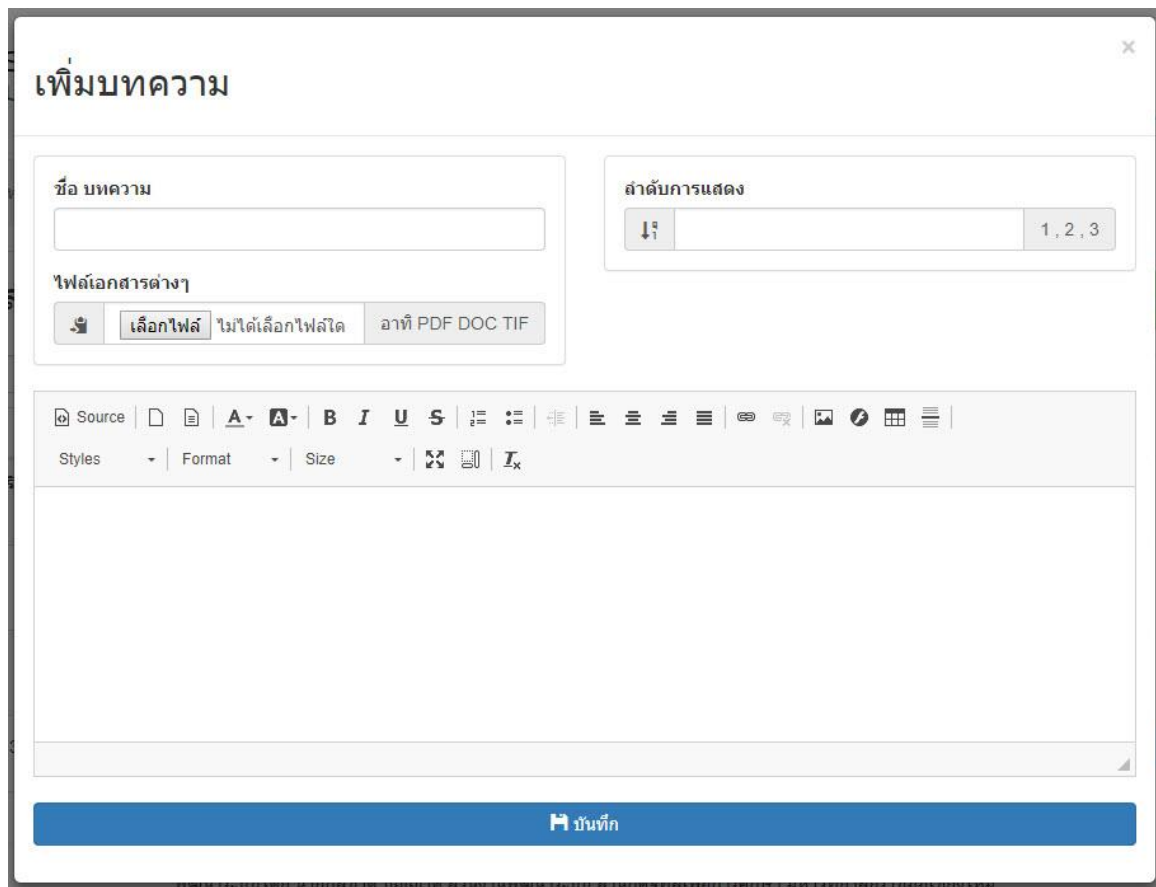 ×
เพิ่มบทความ
ชื่อ บทความ
ไฟล์เอกสารต่างๆ
เลือกไฟล์ ไม่ได้เลือกไฟล์ใด อาทิ PDF DOC TIF
ลำดับการแสดง
1 , 2 , 3
Source A A B I U S
Styles Format Size Tx
บันทึก